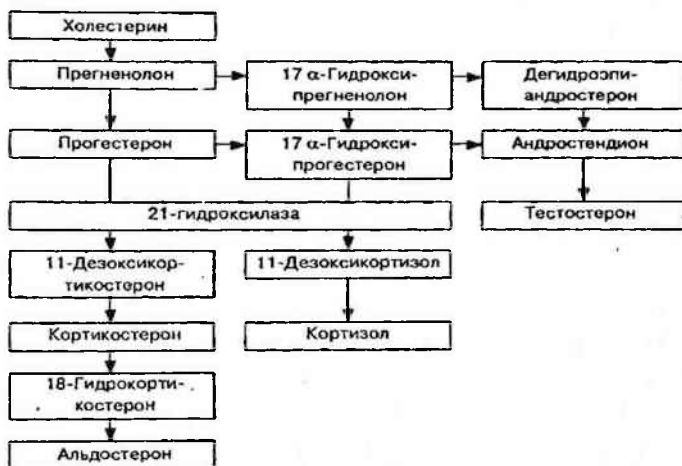 Холестерин
Прегненолон
17 α-Гидрокси-
прегненолон
Дегидроэпи-
андростерон
Прогестерон
17 α-Гидрокси-
прогестерон
Андростендион
21-гидроксилаза
Тестостерон
11-Дезоксикор-
тикостерон
11-Дезоксикортизол
Кортикостерон
Кортизол
18-Гидрокорти-
костерон
Альдостерон